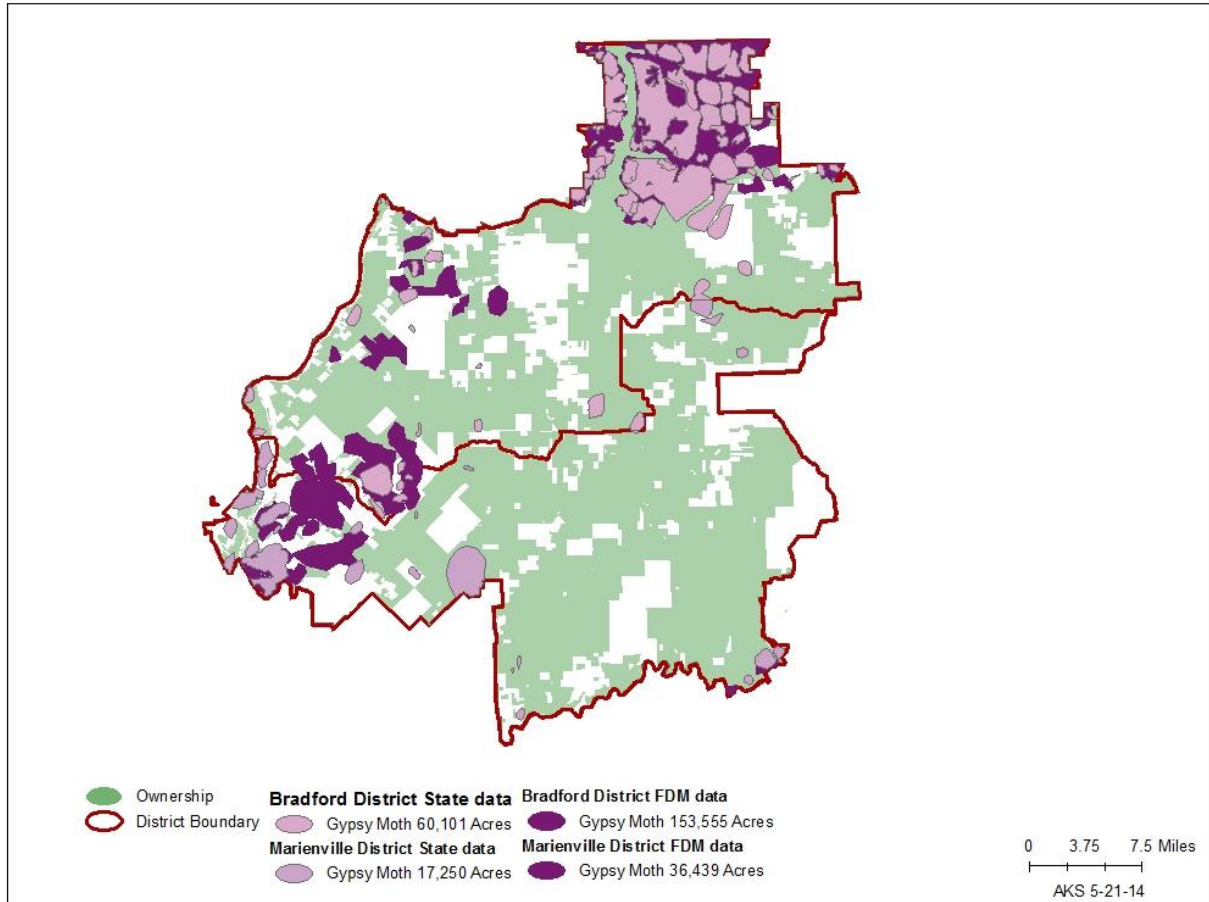 Ownership
District Boundary
Bradford District State data
Gypsy Moth 60,101 Acres
Marienville District State data
Gypsy Moth 17,250 Acres
Bradford District FDM data
Gypsy Moth 153,555 Acres
Marienville District FDM data
Gypsy Moth 36,439 Acres
0 3.75 7.5 Miles
AKS 5-21-14